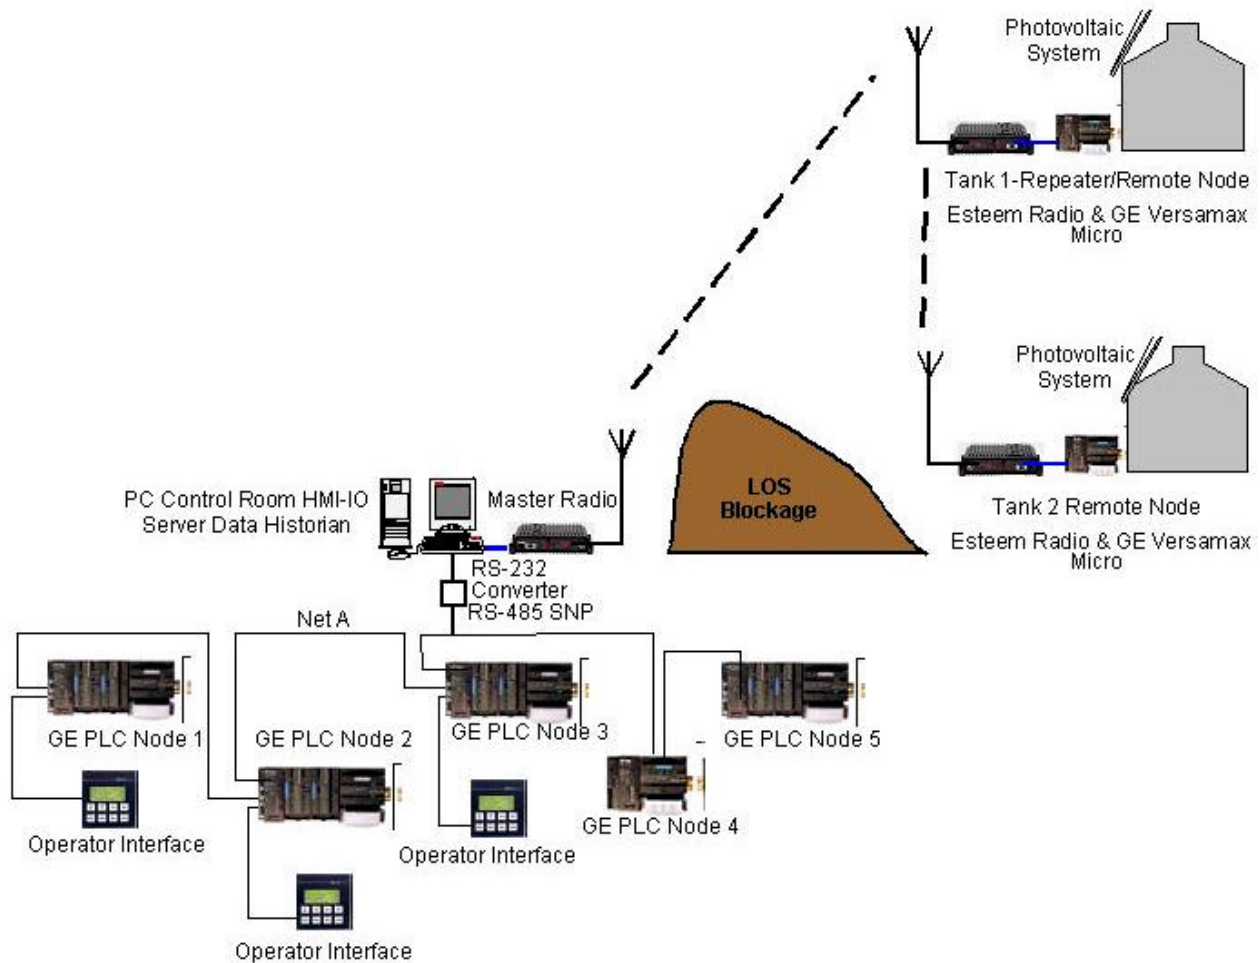 Photovoltaic
System
Tank 1-Repeater/Remote Node
Esteem Radio & GE Versamax
Micro
Photovoltaic
System
Tank 2 Remote Node
Esteem Radio & GE Versamax
Micro
LOS
Blockage
PC Control Room HMI-IO
Server Data Historian
Master Radio
RS-232
Converter
RS-485 SNP
Net A
GE PLC Node 1
GE PLC Node 2
GE PLC Node 3
GE PLC Node 5
GE PLC Node 4
Operator Interface
Operator Interface
Operator Interface